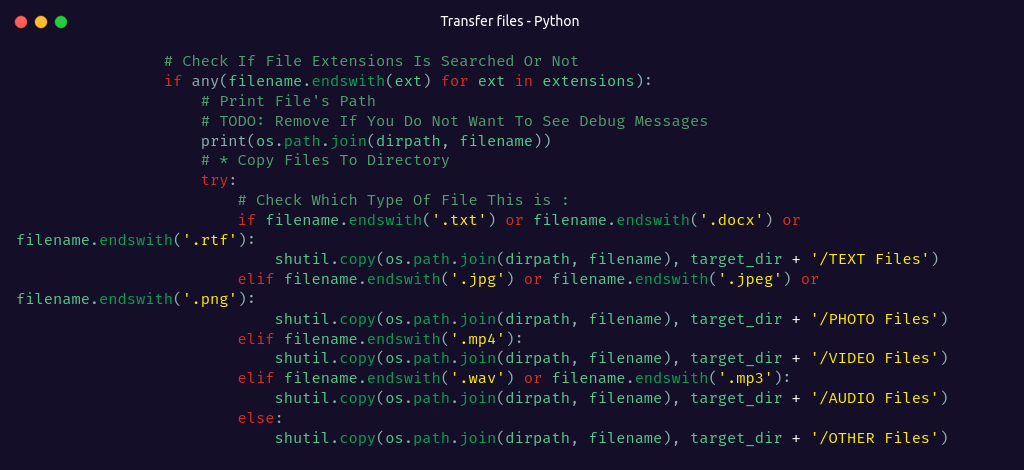 Transfer files - Python
# Check If File Extensions Is Searched Or Not
if any(filename.endswith(ext) for ext in extensions):
# Print File's Path
# TODO: Remove If You Do Not Want To See Debug Messages
print(os.path.join(dirpath, filename))
# * Copy Files To Directory
try:
# Check Which Type Of File This is :
if filename.endswith('.txt') or filename.endswith('.docx') or
filename.endswith('.rtf'):
shutil.copy(os.path.join(dirpath, filename), target_dir + '/TEXT Files')
elif filename.endswith('.jpg') or filename.endswith('.jpeg') or
filename.endswith('.png'):
shutil.copy(os.path.join(dirpath, filename), target_dir + '/PHOTO Files')
elif filename.endswith('.mp4'):
shutil.copy(os.path.join(dirpath, filename), target_dir + '/VIDEO Files')
elif filename.endswith('.wav') or filename.endswith('.mp3'):
shutil.copy(os.path.join(dirpath, filename), target_dir + '/AUDIO Files')
else:
shutil.copy(os.path.join(dirpath, filename), target_dir + '/OTHER Files')